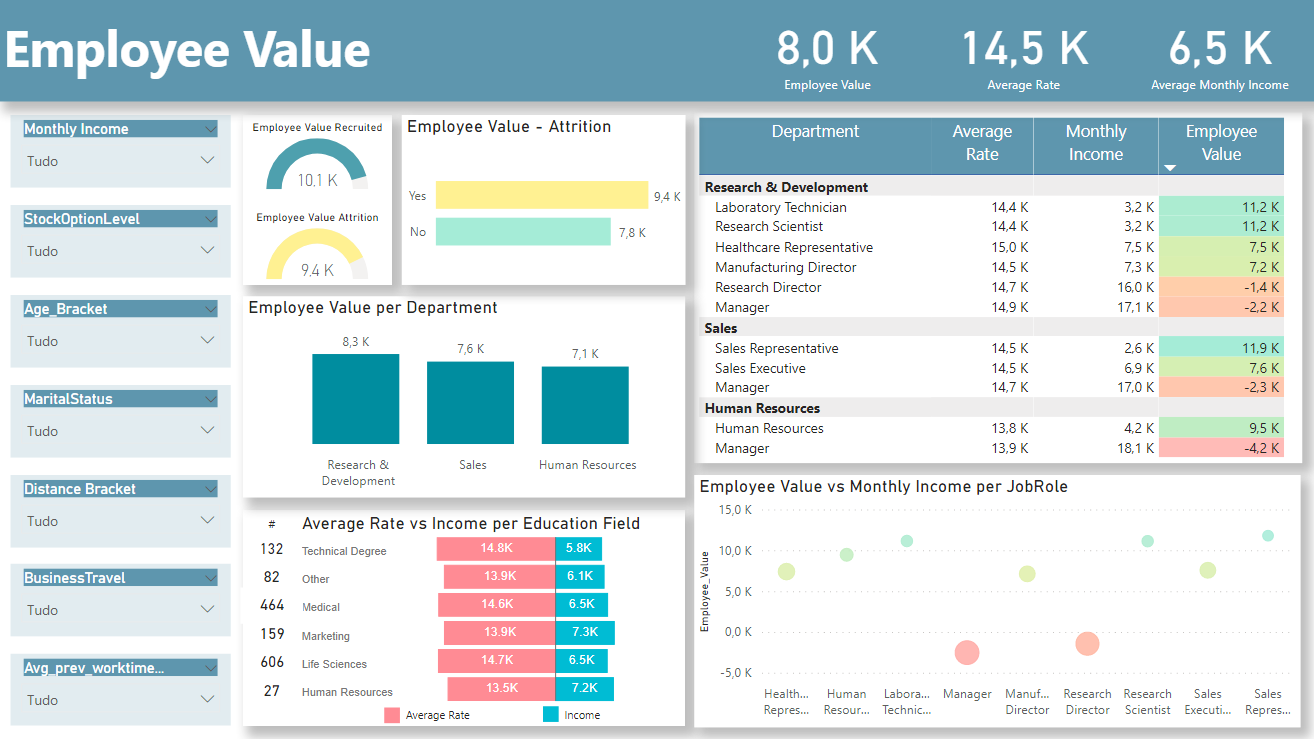 Employee Value
8,0 K
Employee Value
14,5 K
Average Rate
6,5 K
Average Monthly Income
Monthly Income
Tudo
StockOptionLevel
Tudo
Age_Bracket
Tudo
MaritalStatus
Tudo
Distance Bracket
Tudo
BusinessTravel
Tudo
Avg_prev_worktime...
Tudo
Employee Value Recruited
10,1 K
Employee Value Attrition
9,4 K
Employee Value - Attrition
Yes 9,4 K
No 7,8 K
Employee Value per Department
8,3 K 7,6 K 7,1 K
Research & Sales Human Resources
Development
# Average Rate vs Income per Education Field
132 Technical Degree 14.8K 5.8K
82 Other 13.9K 6.1K
464 Medical 14.6K 6.5K
159 Marketing 13.9K 7.3K
606 Life Sciences 14.7K 6.5K
27 Human Resources 13.5K 7.2K
Average Rate Income
Department Average Monthly Employee
Rate Income Value
Research & Development
Laboratory Technician 14,4 K 3,2 K 11,2 K
Research Scientist 14,4 K 3,2 K 11,2 K
Healthcare Representative 15,0 K 7,5 K 7,5 K
Manufacturing Director 14,5 K 7,3 K 7,2 K
Research Director 14,7 K 16,0 K -1,4 K
Manager 14,9 K 17,1 K -2,2 K
Sales
Sales Representative 14,5 K 2,6 K 11,9 K
Sales Executive 14,5 K 6,9 K 7,6 K
Manager 14,7 K 17,0 K -2,3 K
Human Resources
Human Resources 13,8 K 4,2 K 9,5 K
Manager 13,9 K 18,1 K -4,2 K
Employee Value vs Monthly Income per JobRole
Employee_Value
15,0 K
10,0 K
5,0 K
0,0 K
-5,0 K
Health... Human Labora... Manager Manuf... Research Research Sales Sales
Repres... Resour... Technic... Director Director Scientist Executi... Repres...